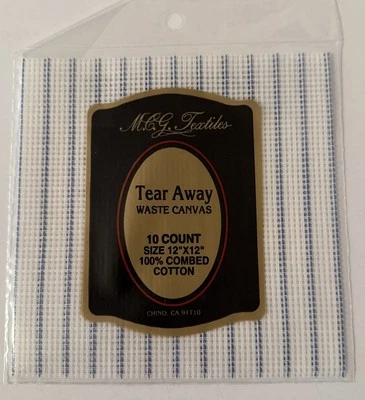 M.C.G. Textiles
Tear Away
WASTE CANVAS
10 COUNT
SIZE 12"X12"
100% COMBED
COTTON
CHINO, CA 91710